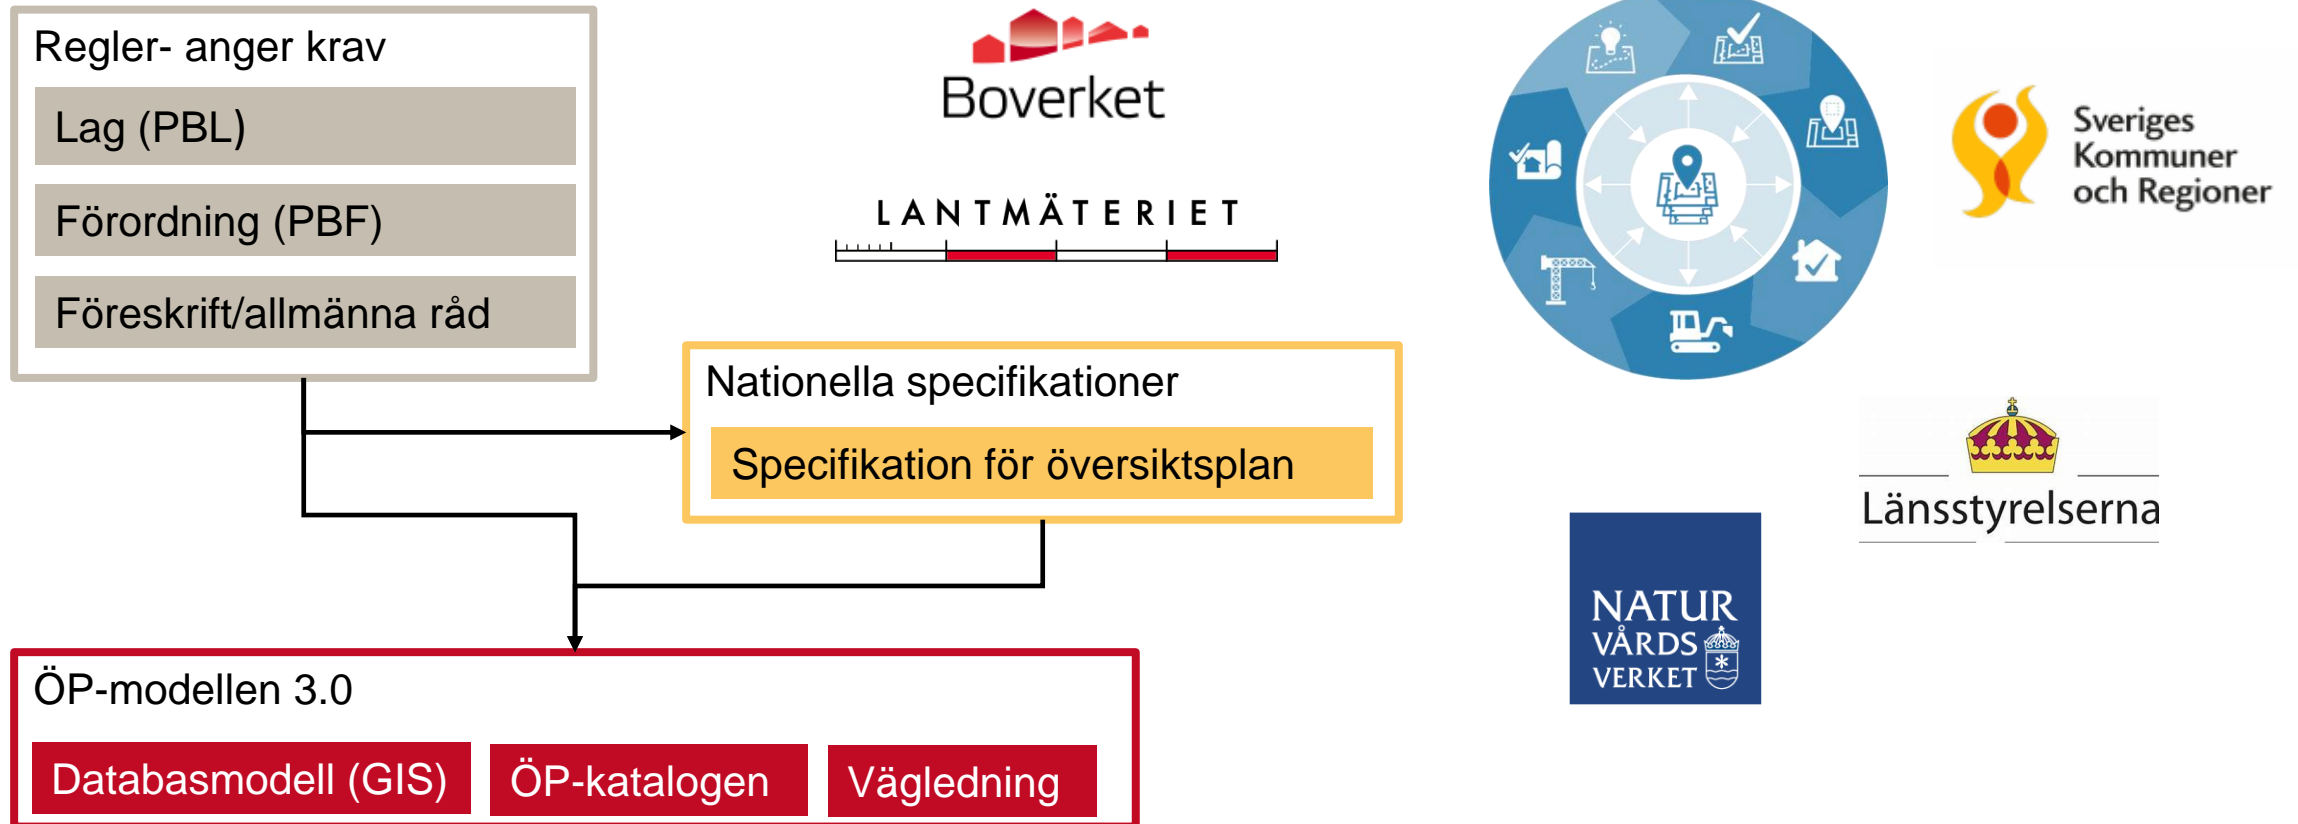 Regler- anger krav
Lag (PBL)
Förordning (PBF)
Föreskrift/allmänna råd
Boverket
LANTMÄTERIET
Sveriges
Kommuner
och Regioner
Nationella specifikationer
Specifikation för översiktsplan
Länsstyrelserna
NATUR
VÅRDS
VERKET
ÖP-modellen 3.0
Databasmodell (GIS)
ÖP-katalogen
Vägledning